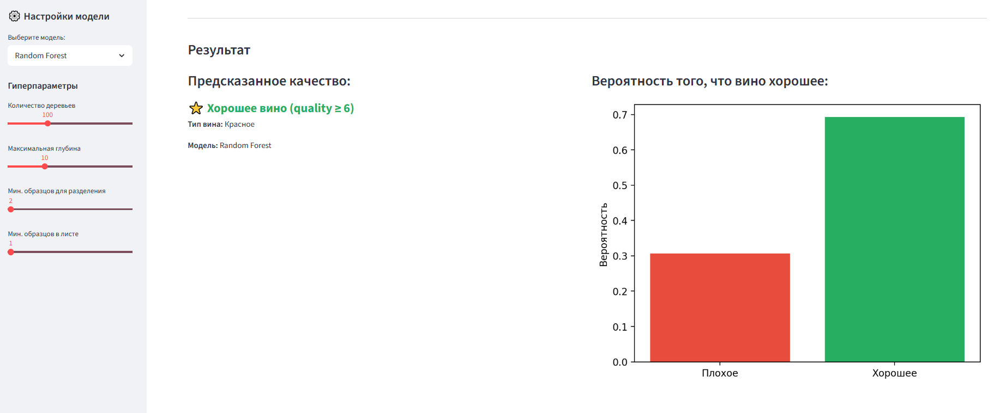 Настройки модели
Выберите модель:
Random Forest
Гиперпараметры
Количество деревьев
100
Максимальная глубина
10
Мин. образцов для разделения
2
Мин. образцов в листе
1
Результат
Предсказанное качество:
Хорошее вино (quality ≥ 6)
Тип вина: Красное
Модель: Random Forest
Вероятность того, что вино хорошее:
Вероятность
0.7
0.6
0.5
0.4
0.3
0.2
0.1
0.0
Плохое
Хорошее